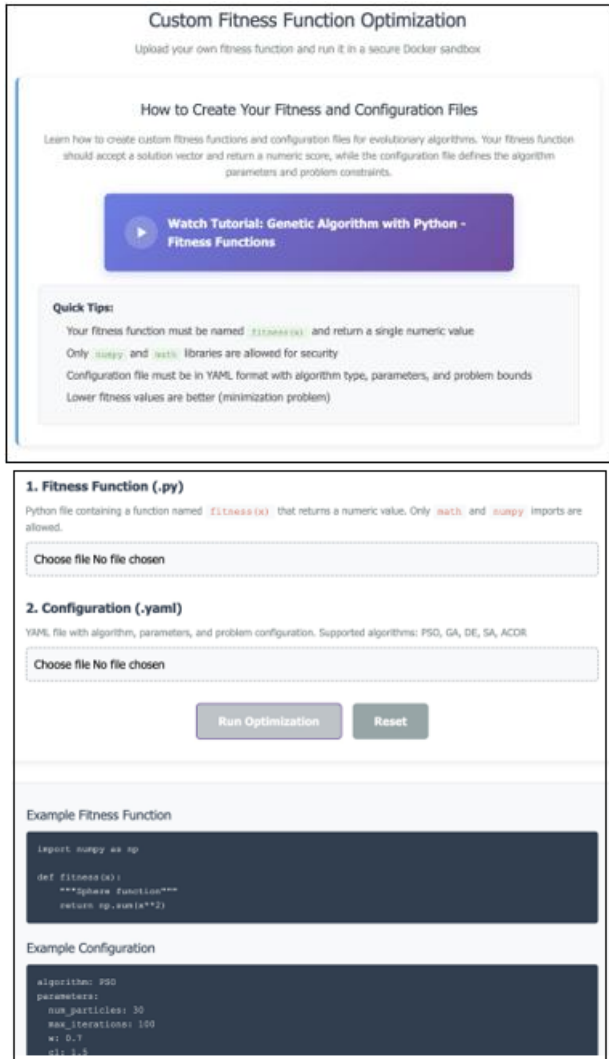 Custom Fitness Function Optimization
Upload your own fitness function and run it in a secure Docker sandbox
How to Create Your Fitness and Configuration Files
Learn how to create custom fitness functions and configuration files for evolutionary algorithms. Your fitness function
should accept a solution vector and return a numeric score, while the configuration file defines the algorithm
parameters and problem constraints.
Watch Tutorial: Genetic Algorithm with Python -
Fitness Functions
Quick Tips:
Your fitness function must be named fitness(x) and return a single numeric value
Only numpy and math libraries are allowed for security
Configuration file must be in YAML format with algorithm type, parameters, and problem bounds
Lower fitness values are better (minimization problem)
1. Fitness Function (.py)
Python file containing a function named fitness(x) that returns a numeric value. Only math and numpy imports are
allowed.
Choose file No file chosen
2. Configuration (.yaml)
YAML file with algorithm, parameters, and problem configuration. Supported algorithms: PSO, GA, DE, SA, ACOR
Choose file No file chosen
Run Optimization Reset
Example Fitness Function
import numpy as np
def fitness(x):
"""Sphere function"""
return np.sum(x**2)
Example Configuration
algorithm: PSO
parameters:
num_particles: 30
max_iterations: 100
w: 0.7
c1: 1.5